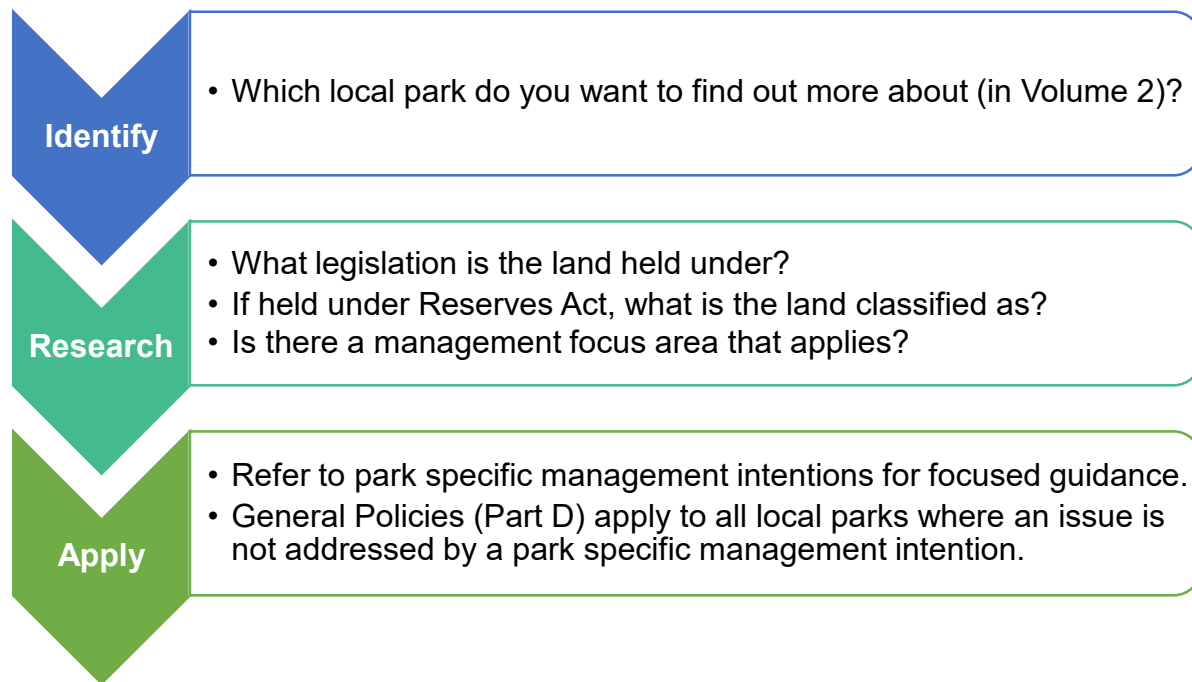 Identify
• Which local park do you want to find out more about (in Volume 2)?
Research
• What legislation is the land held under?
• If held under Reserves Act, what is the land classified as?
• Is there a management focus area that applies?
Apply
• Refer to park specific management intentions for focused guidance.
• General Policies (Part D) apply to all local parks where an issue is
not addressed by a park specific management intention.